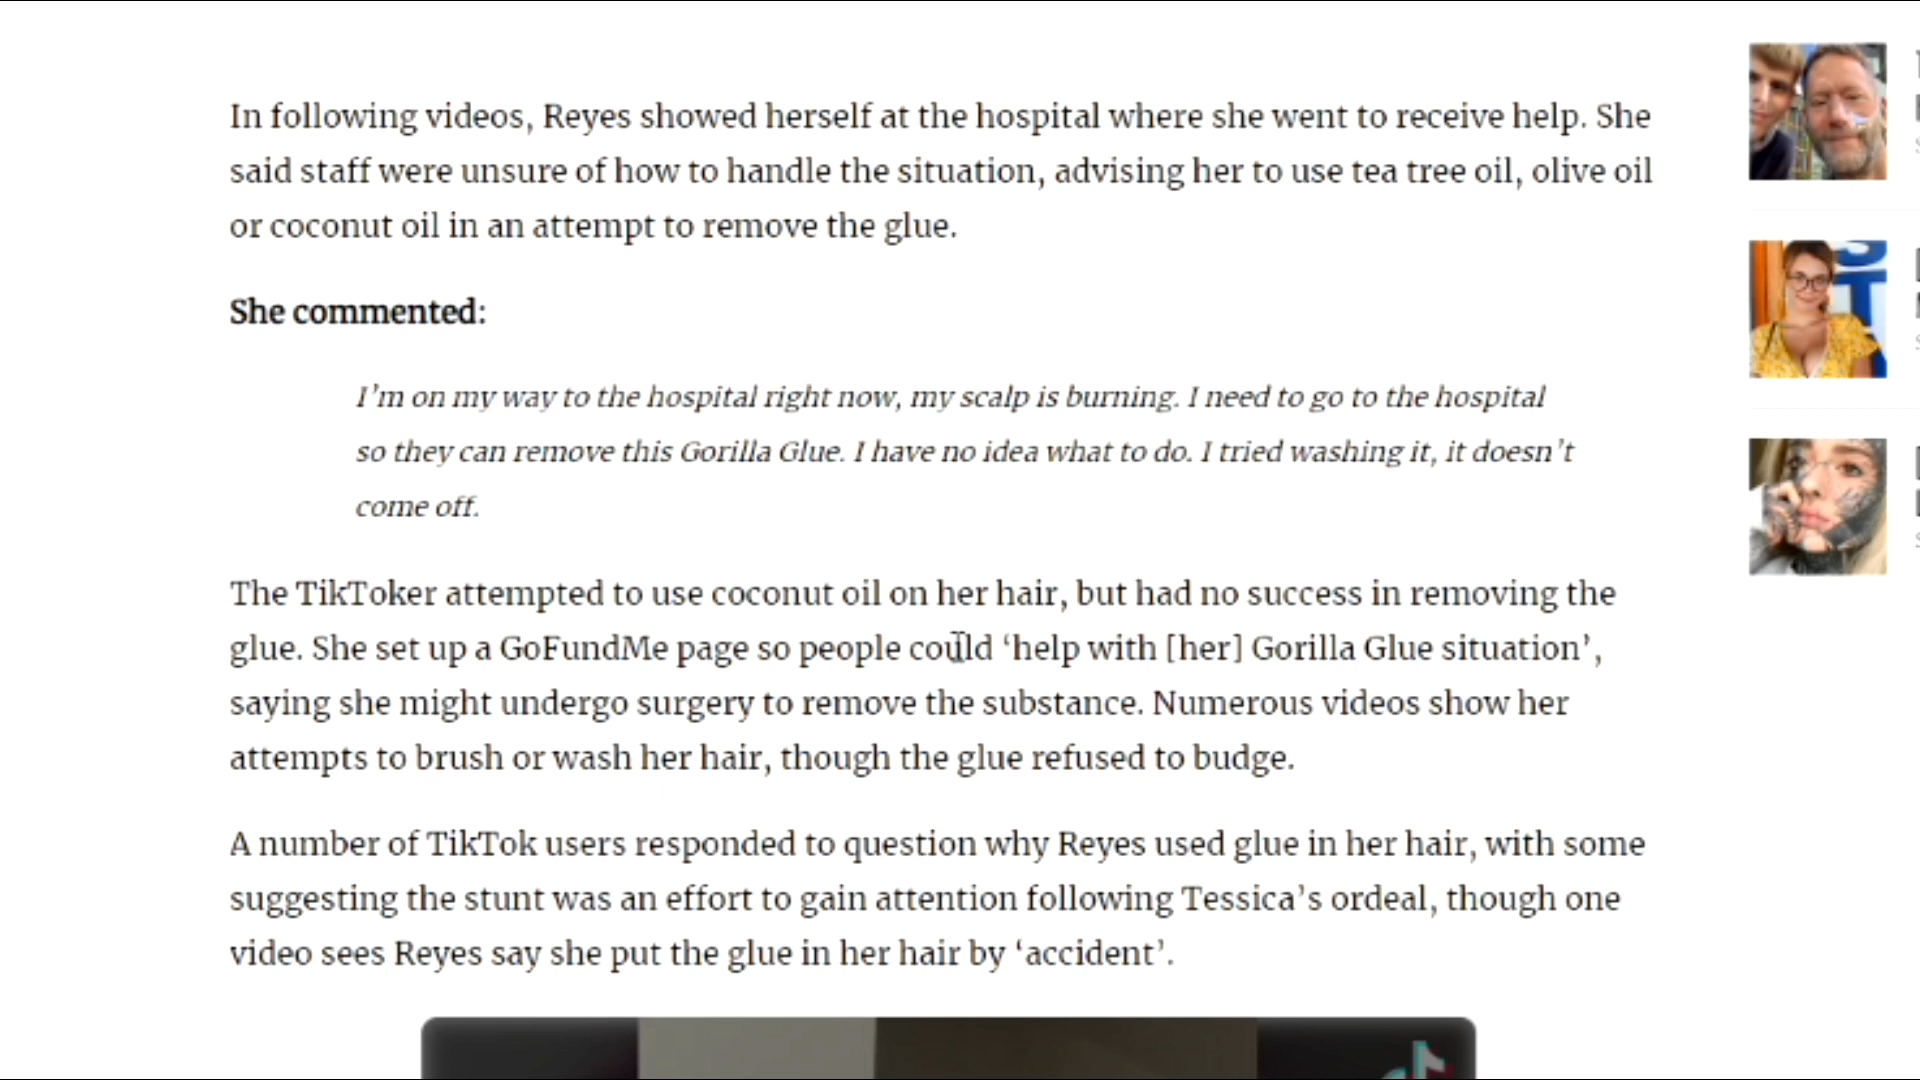 In following videos, Reyes showed herself at the hospital where she went to receive help. She
said staff were unsure of how to handle the situation, advising her to use tea tree oil, olive oil
or coconut oil in an attempt to remove the glue.
She commented:
I’m on my way to the hospital right now, my scalp is burning. I need to go to the hospital
so they can remove this Gorilla Glue. I have no idea what to do. I tried washing it, it doesn’t
come off.
The TikToker attempted to use coconut oil on her hair, but had no success in removing the
glue. She set up a GoFundMe page so people could ‘help with [her] Gorilla Glue situation’,
saying she might undergo surgery to remove the substance. Numerous videos show her
attempts to brush or wash her hair, though the glue refused to budge.
A number of TikTok users responded to question why Reyes used glue in her hair, with some
suggesting the stunt was an effort to gain attention following Tessica’s ordeal, though one
video sees Reyes say she put the glue in her hair by ‘accident’.